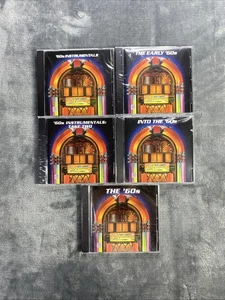 '60s INSTRUMENTALS
THE EARLY '60s
'60s INSTRUMENTALS:
TAKE TWO
INTO THE '60s
THE '60s